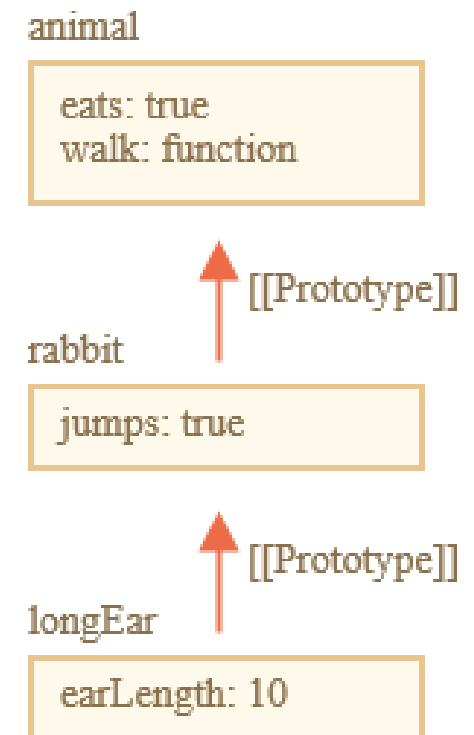 animal
eats: true
walk: function
[[Prototype]]
rabbit
jumps: true
[[Prototype]]
longEar
earLength: 10